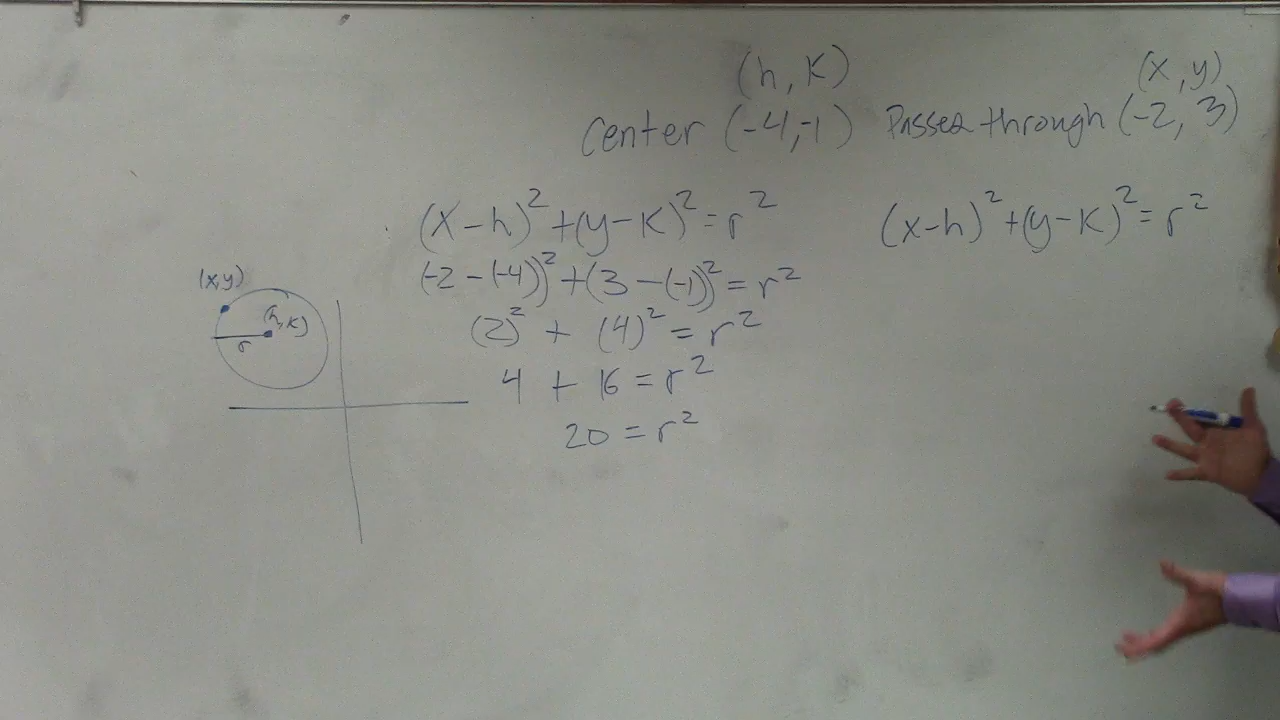 (h, K) (x, y)
Center (-4, -1) Passes through (-2, 3)
(x-h)² + (y-K)² = r² (x-h)² + (y-K)² = r²
(-2 - (-4))² + (3 - (-1))² = r²
(x,y)
(h,K)
r
(2)² + (4)² = r²
4 + 16 = r²
20 = r²